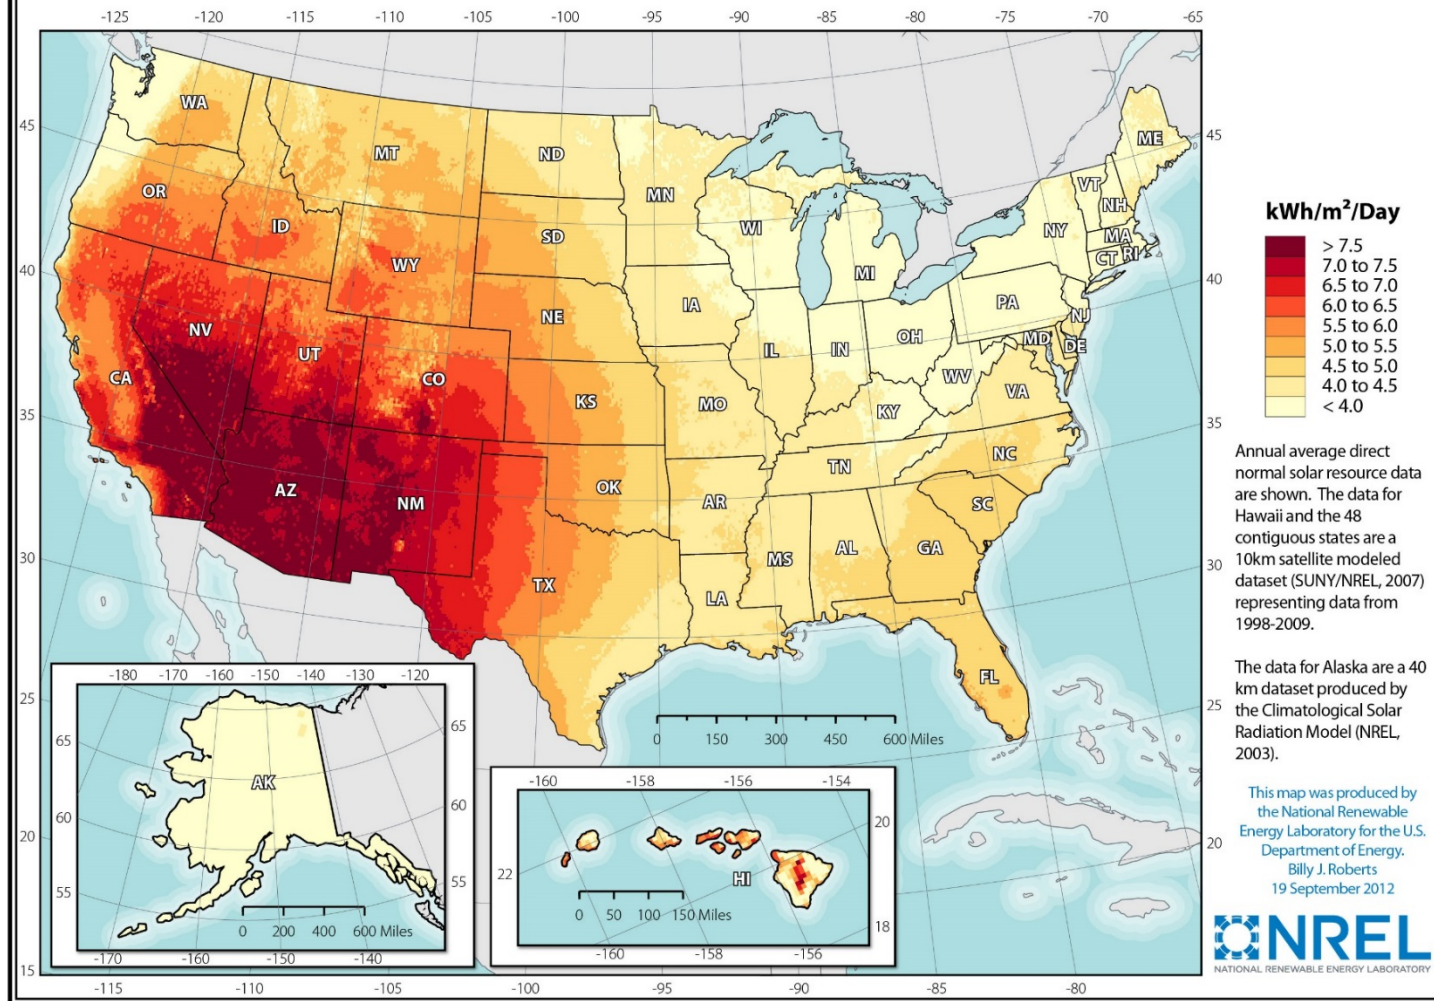 -125
-120
-115
-110
-105
-100
-95
-90
-85
-80
-75
-70
-65
45
40
35
30
25
20
15
45
40
35
30
25
20
WA
MT
ND
MN
ME
OR
ID
WY
SD
WI
MI
VT
NH
NY
MA
CT
RI
NV
UT
CO
NE
IA
IL
IN
OH
PA
NJ
MD
DE
CA
KS
MO
KY
WV
VA
AZ
NM
OK
AR
TN
NC
SC
TX
LA
MS
AL
GA
FL
0 150 300 450 600 Miles
-180 -170 -160 -150 -140 -130 -120
65
60
55
65
60
55
AK
0 200 400 600 Miles
-170 -160 -150 -140
-160 -158 -156 -154
22
20
18
HI
0 50 100 150 Miles
-160 -158 -156
-115 -110 -105 -100 -95 -90 -85 -80
kWh/m²/Day
> 7.5
7.0 to 7.5
6.5 to 7.0
6.0 to 6.5
5.5 to 6.0
5.0 to 5.5
4.5 to 5.0
4.0 to 4.5
< 4.0
Annual average direct
normal solar resource data
are shown. The data for
Hawaii and the 48
contiguous states are a
10km satellite modeled
dataset (SUNY/NREL, 2007)
representing data from
1998-2009.
The data for Alaska are a 40
km dataset produced by
the Climatological Solar
Radiation Model (NREL,
2003).
This map was produced by
the National Renewable
Energy Laboratory for the U.S.
Department of Energy.
Billy J. Roberts
19 September 2012
NREL
NATIONAL RENEWABLE ENERGY LABORATORY